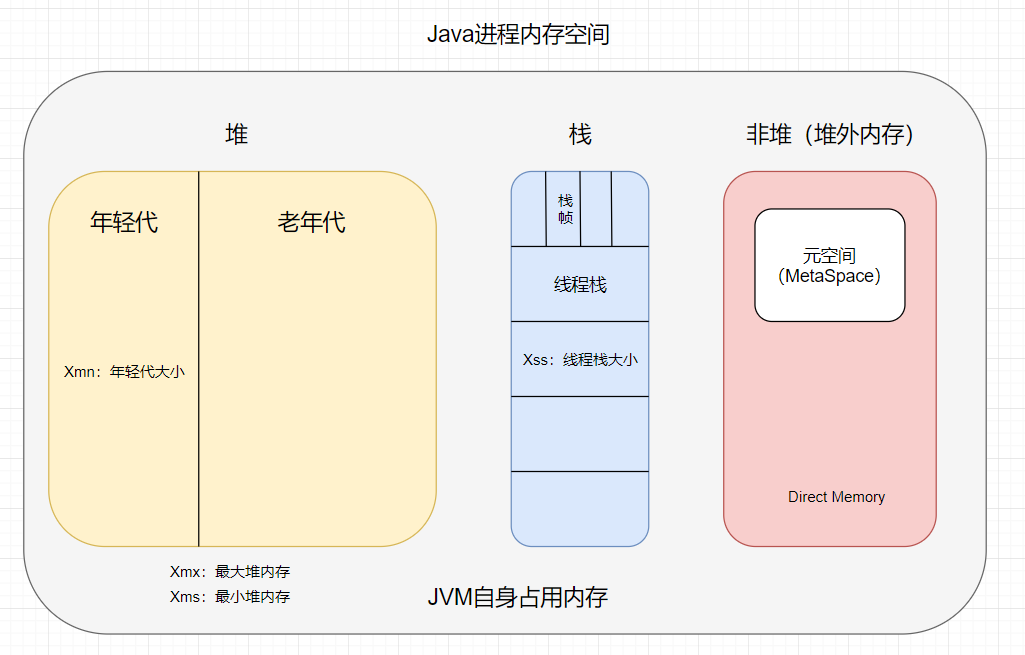 Java进程内存空间
堆
栈
非堆（堆外内存）
年轻代
老年代
栈
帧
线程栈
元空间
（MetaSpace）
Xmn：年轻代大小
Xss：线程栈大小
Direct Memory
Xmx：最大堆内存
Xms：最小堆内存
JVM自身占用内存